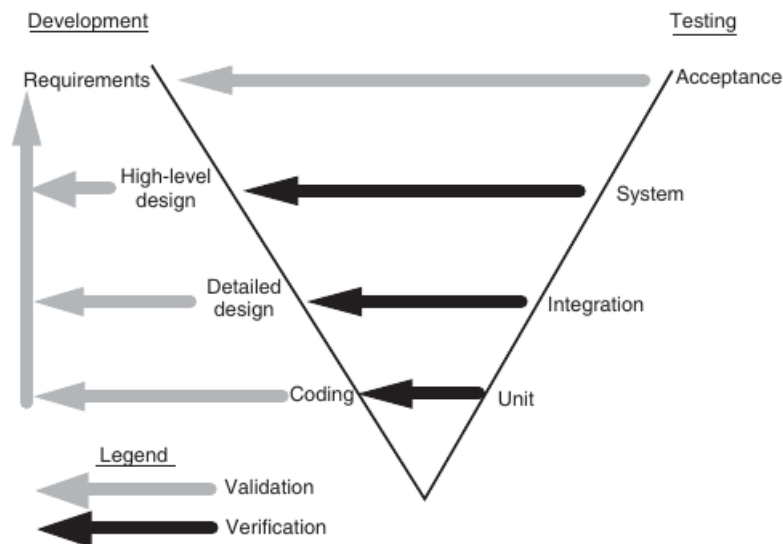 Development
Testing
Requirements
Acceptance
High-level
design
System
Detailed
design
Integration
Coding
Unit
Legend
Validation
Verification